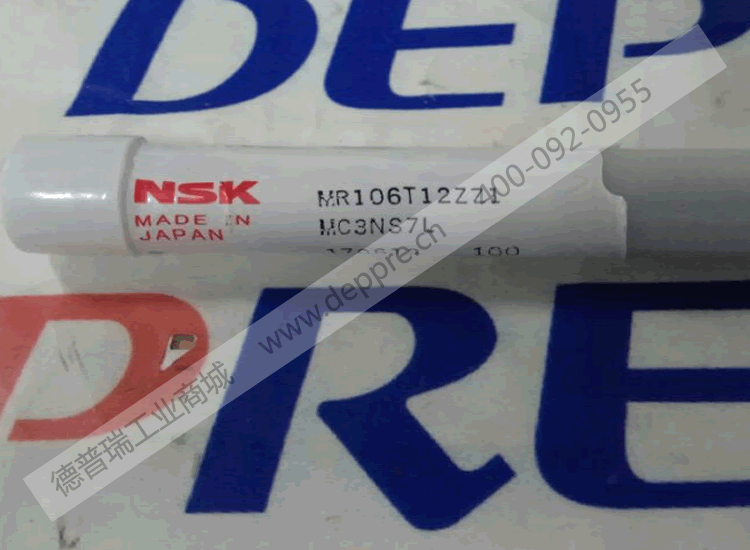 DEP
NSK
MADE IN
JAPAN
MR106T12ZZ1
MC3NS7L
100
PRE
德普瑞工业商城 www.deppre.cn 400-092-0955